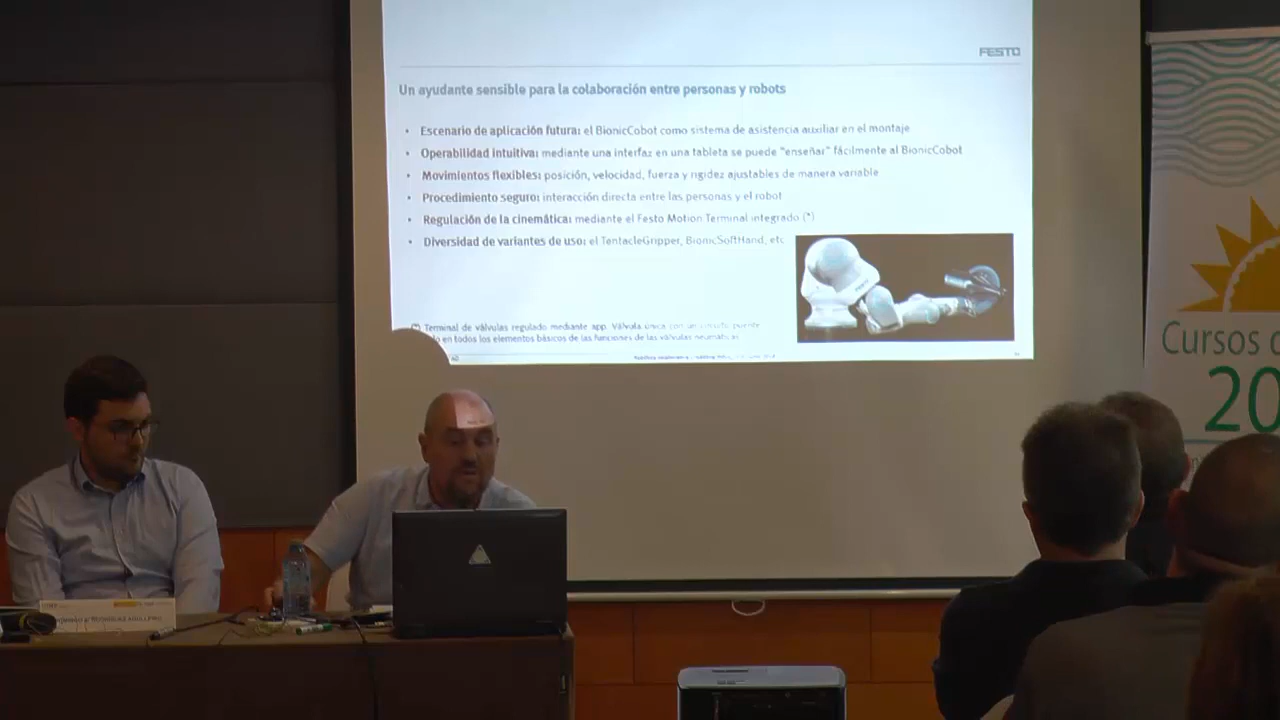 FESTO
Un ayudante sensible para la colaboración entre personas y robots
• Escenario de aplicación futura: el BionicCobot como sistema de asistencia auxiliar en el montaje
• Operabilidad intuitiva: mediante una interfaz en una tableta se puede "enseñar" fácilmente al BionicCobot
• Movimientos flexibles: posición, velocidad, fuerza y rigidez ajustables de manera variable
• Procedimiento seguro: interacción directa entre las personas y el robot
• Regulación de la cinemática: mediante el Festo Motion Terminal integrado (*)
• Diversidad de variantes de uso: el TentacleGripper, BionicSoftHand, etc
FESTO
(*) Terminal de válvulas regulado mediante app. Válvula única con un circuito puente
en todos los elementos básicos de las funciones de las válvulas neumáticas
Cursos
20